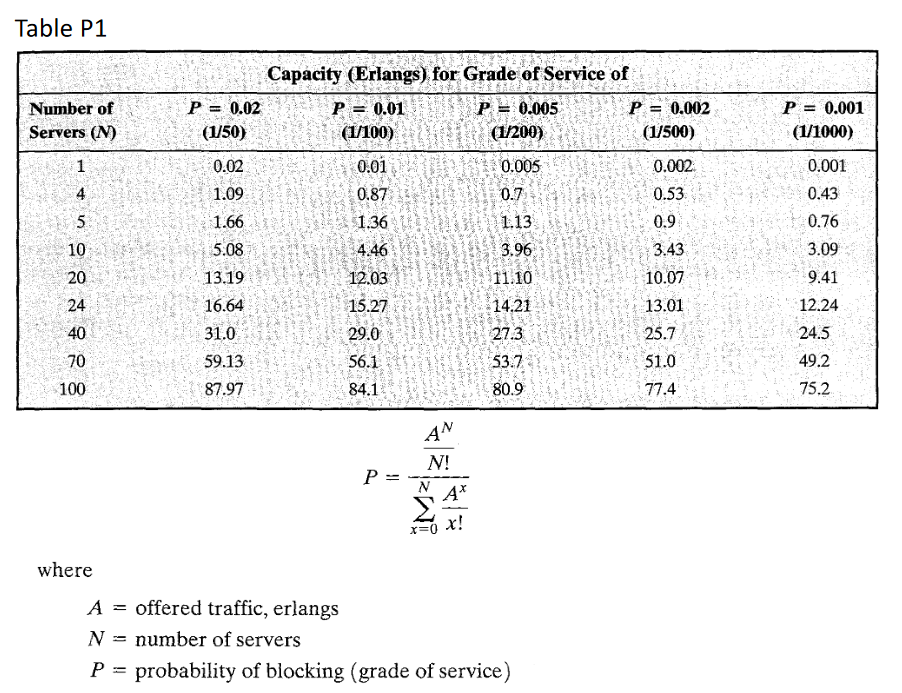 Table P1
Capacity (Erlangs) for Grade of Service of
Number of Servers (N) P = 0.02 (1/50) P = 0.01 (1/100) P = 0.005 (1/200) P = 0.002 (1/500) P = 0.001 (1/1000)
1 0.02 0.01 0.005 0.002 0.001
4 1.09 0.87 0.7 0.53 0.43
5 1.66 1.36 1.13 0.9 0.76
10 5.08 4.46 3.96 3.43 3.09
20 13.19 12.03 11.10 10.07 9.41
24 16.64 15.27 14.21 13.01 12.24
40 31.0 29.0 27.3 25.7 24.5
70 59.13 56.1 53.7 51.0 49.2
100 87.97 84.1 80.9 77.4 75.2
P = (A^N / N!) / (∑_{x=0}^{N} A^x / x!)
where
A = offered traffic, erlangs
N = number of servers
P = probability of blocking (grade of service)